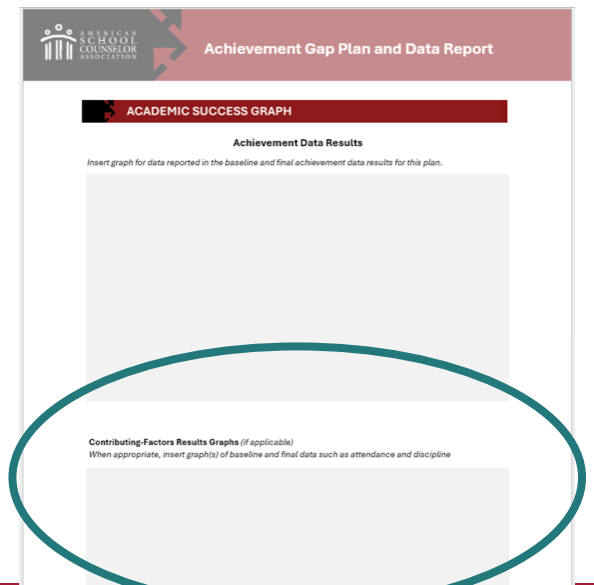 AMERICAN
SCHOOL
COUNSELOR
ASSOCIATION
Achievement Gap Plan and Data Report
ACADEMIC SUCCESS GRAPH
Achievement Data Results
Insert graph for data reported in the baseline and final achievement data results for this plan.
Contributing-Factors Results Graphs (if applicable)
When appropriate, insert graph(s) of baseline and final data such as attendance and discipline